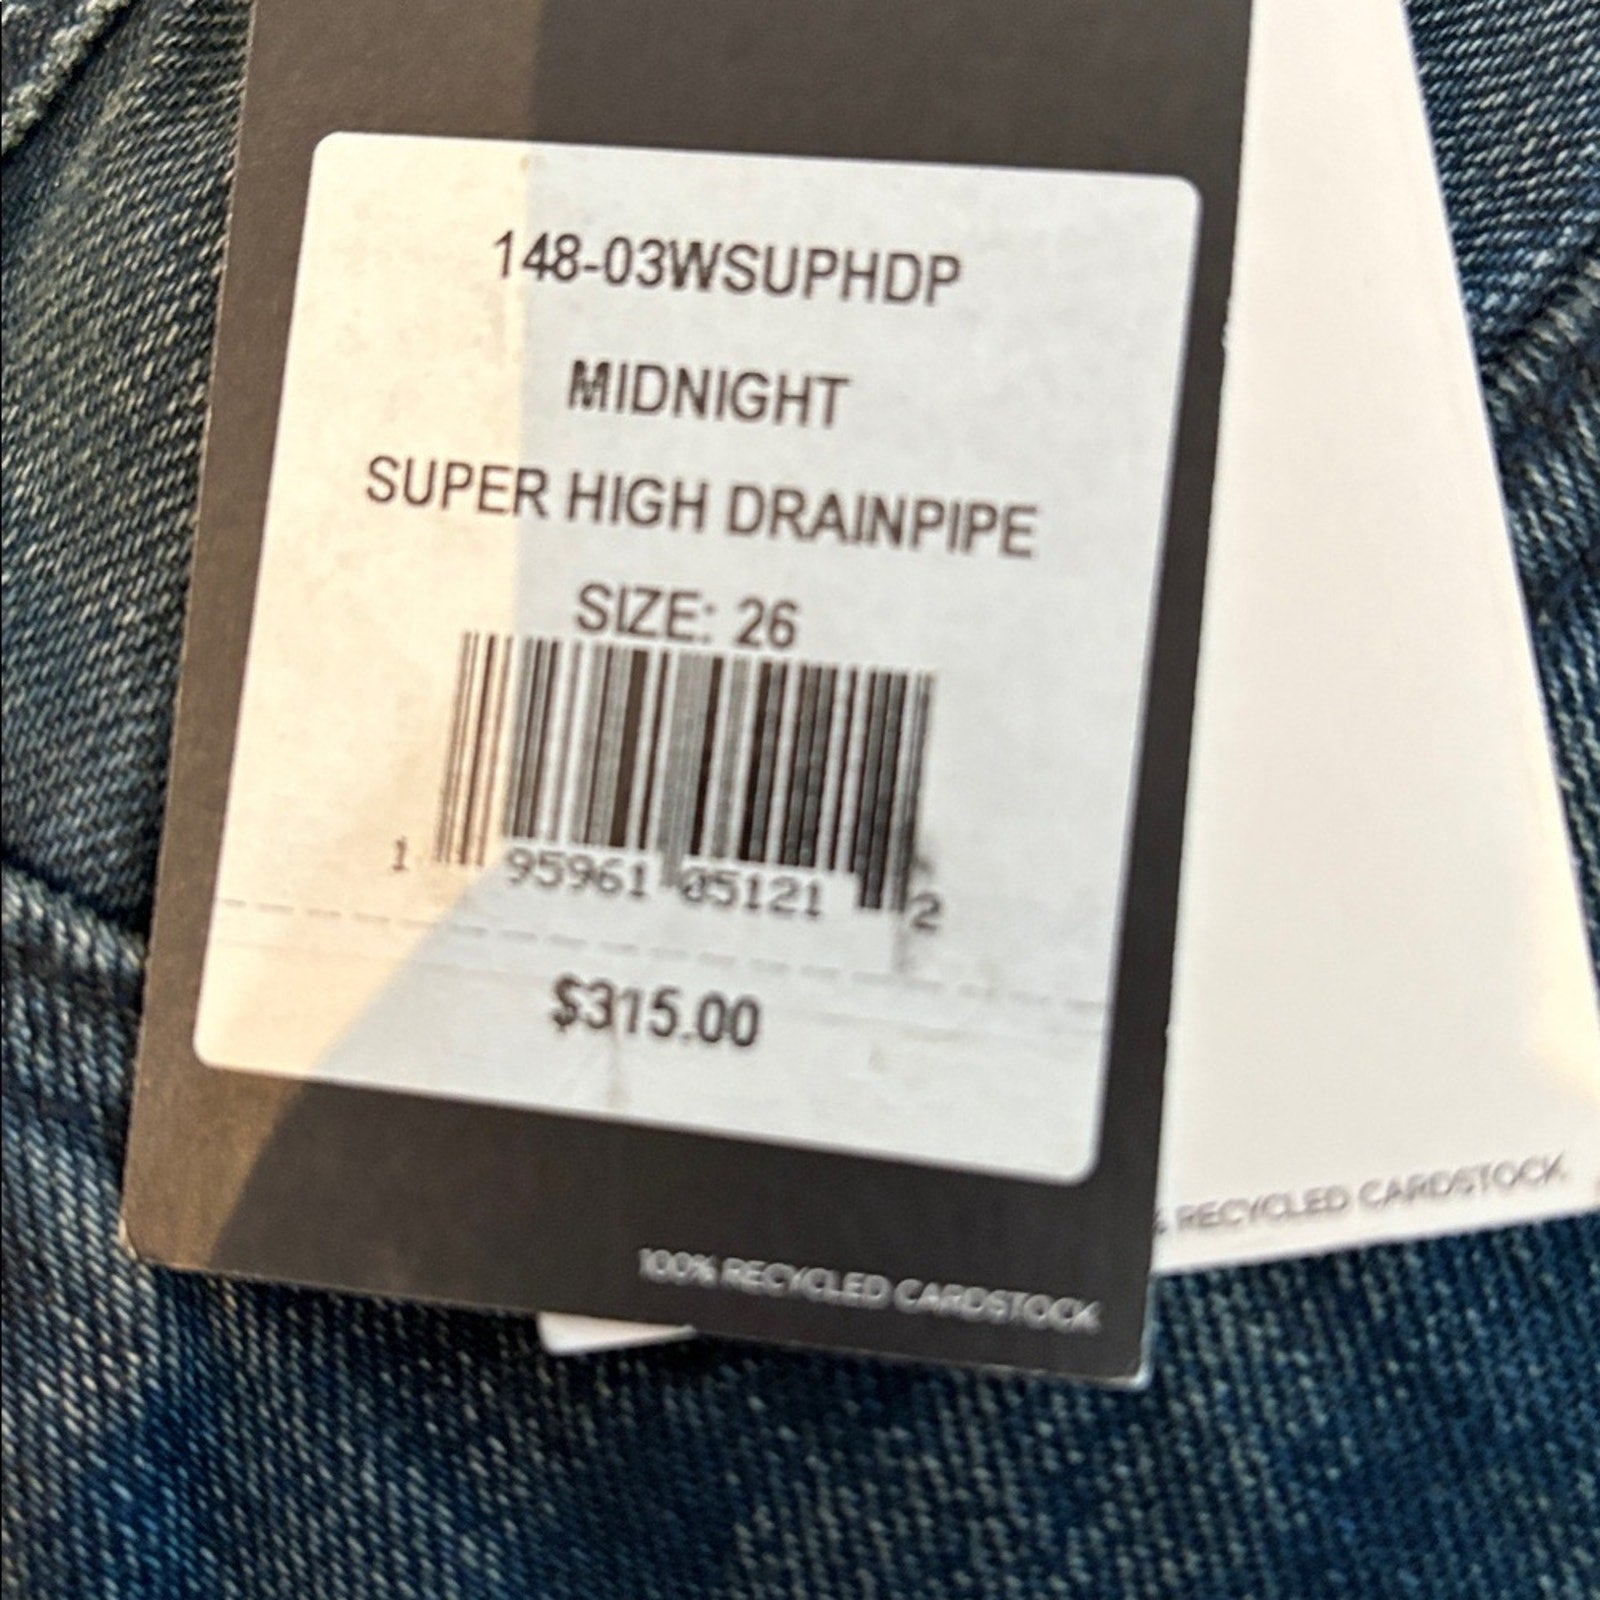 148-03WSUPHDP
MIDNIGHT
SUPER HIGH DRAINPIPE
SIZE: 26
1 95961 05121 2
$315.00
100% RECYCLED CARDSTOCK
RECYCLED CARDSTOCK